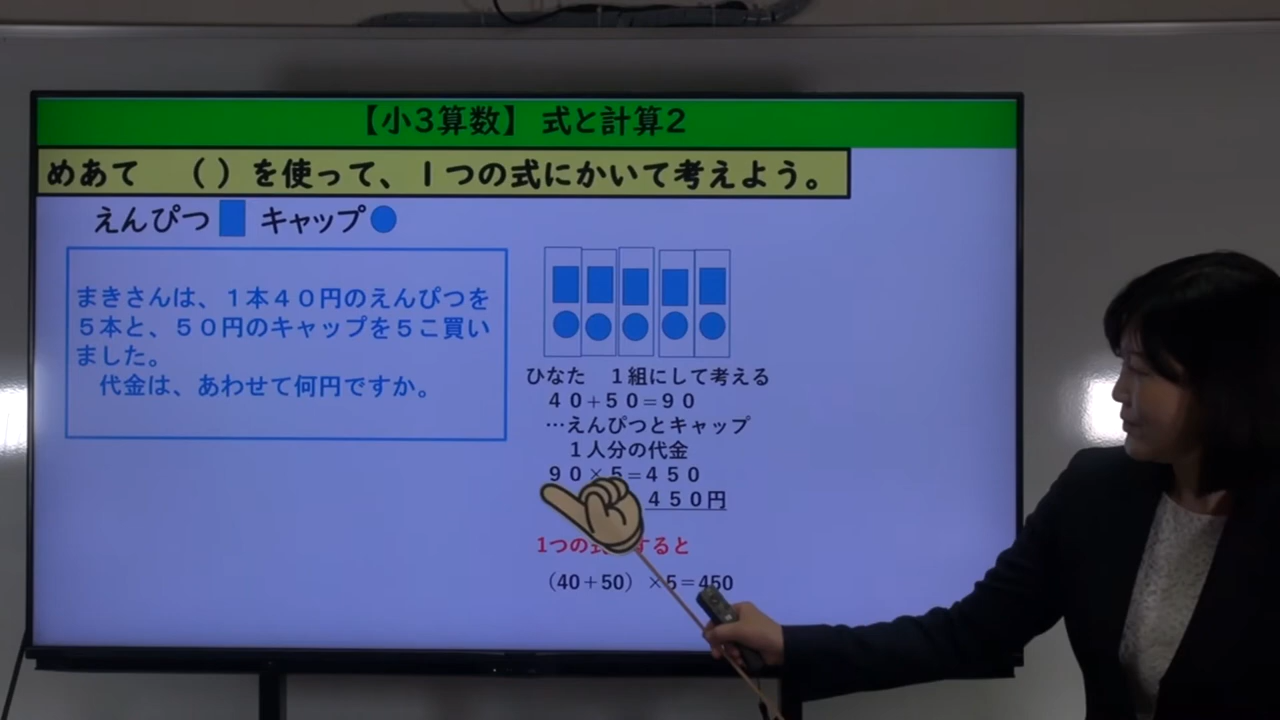 【小3算数】 式と計算2
めあて （ ）を使って、1つの式にかいて考えよう。
えんぴつ キャップ
まきさんは、１本４０円のえんぴつを
５本と、５０円のキャップを５こ買い
ました。
代金は、あわせて何円ですか。
ひなた １組にして考える
４０+５０=９０
…えんぴつとキャップ
１人分の代金
９０×５=４５０
４５０円
1つの式 すると
（40+50）×5=450